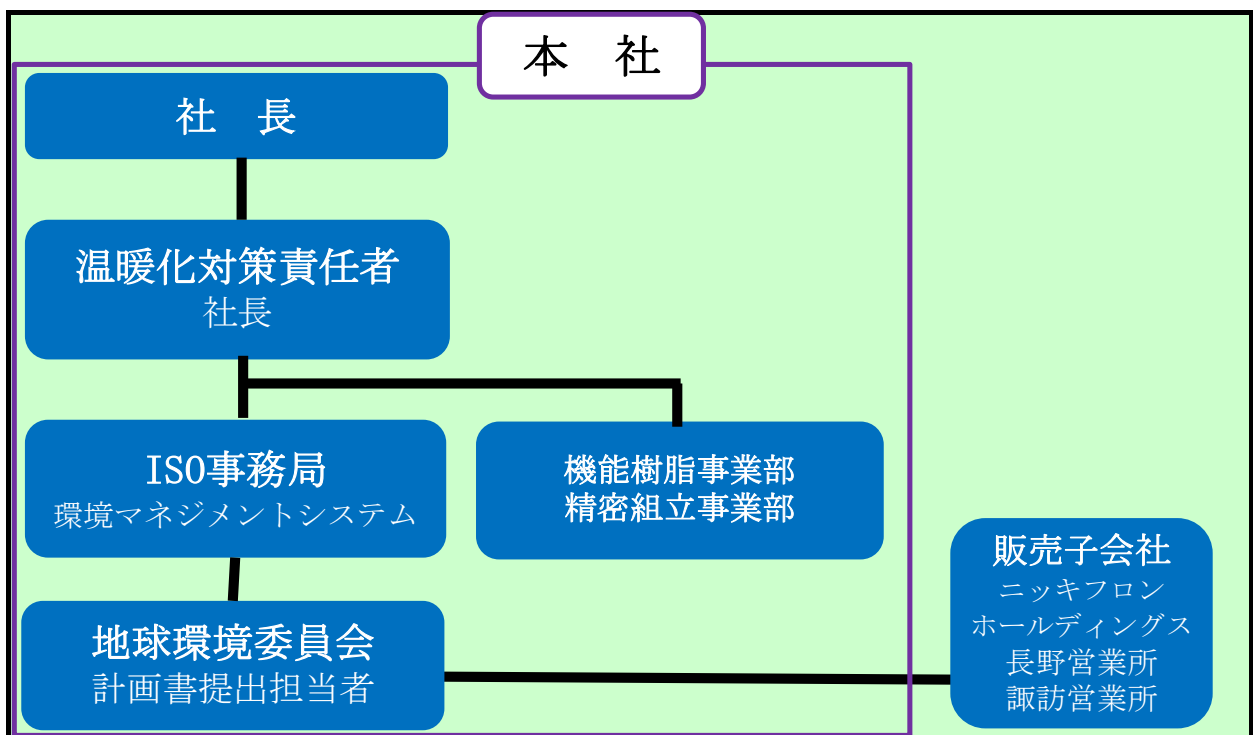 本　社
社　長
温暖化対策責任者
社長
ISO事務局
環境マネジメントシステム
機能樹脂事業部
精密組立事業部
地球環境委員会
計画書提出担当者
販売子会社
ニッキフロン
ホールディングス
長野営業所
諏訪営業所